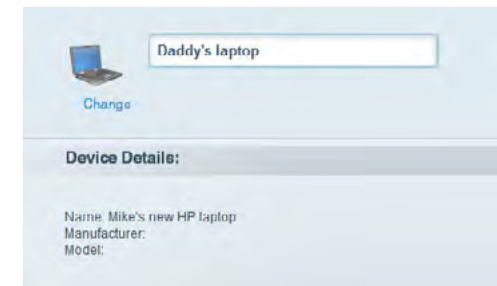 Daddy's laptop
Change
Device Details:
Name: Mike's new HP laptop
Manufacturer:
Model: